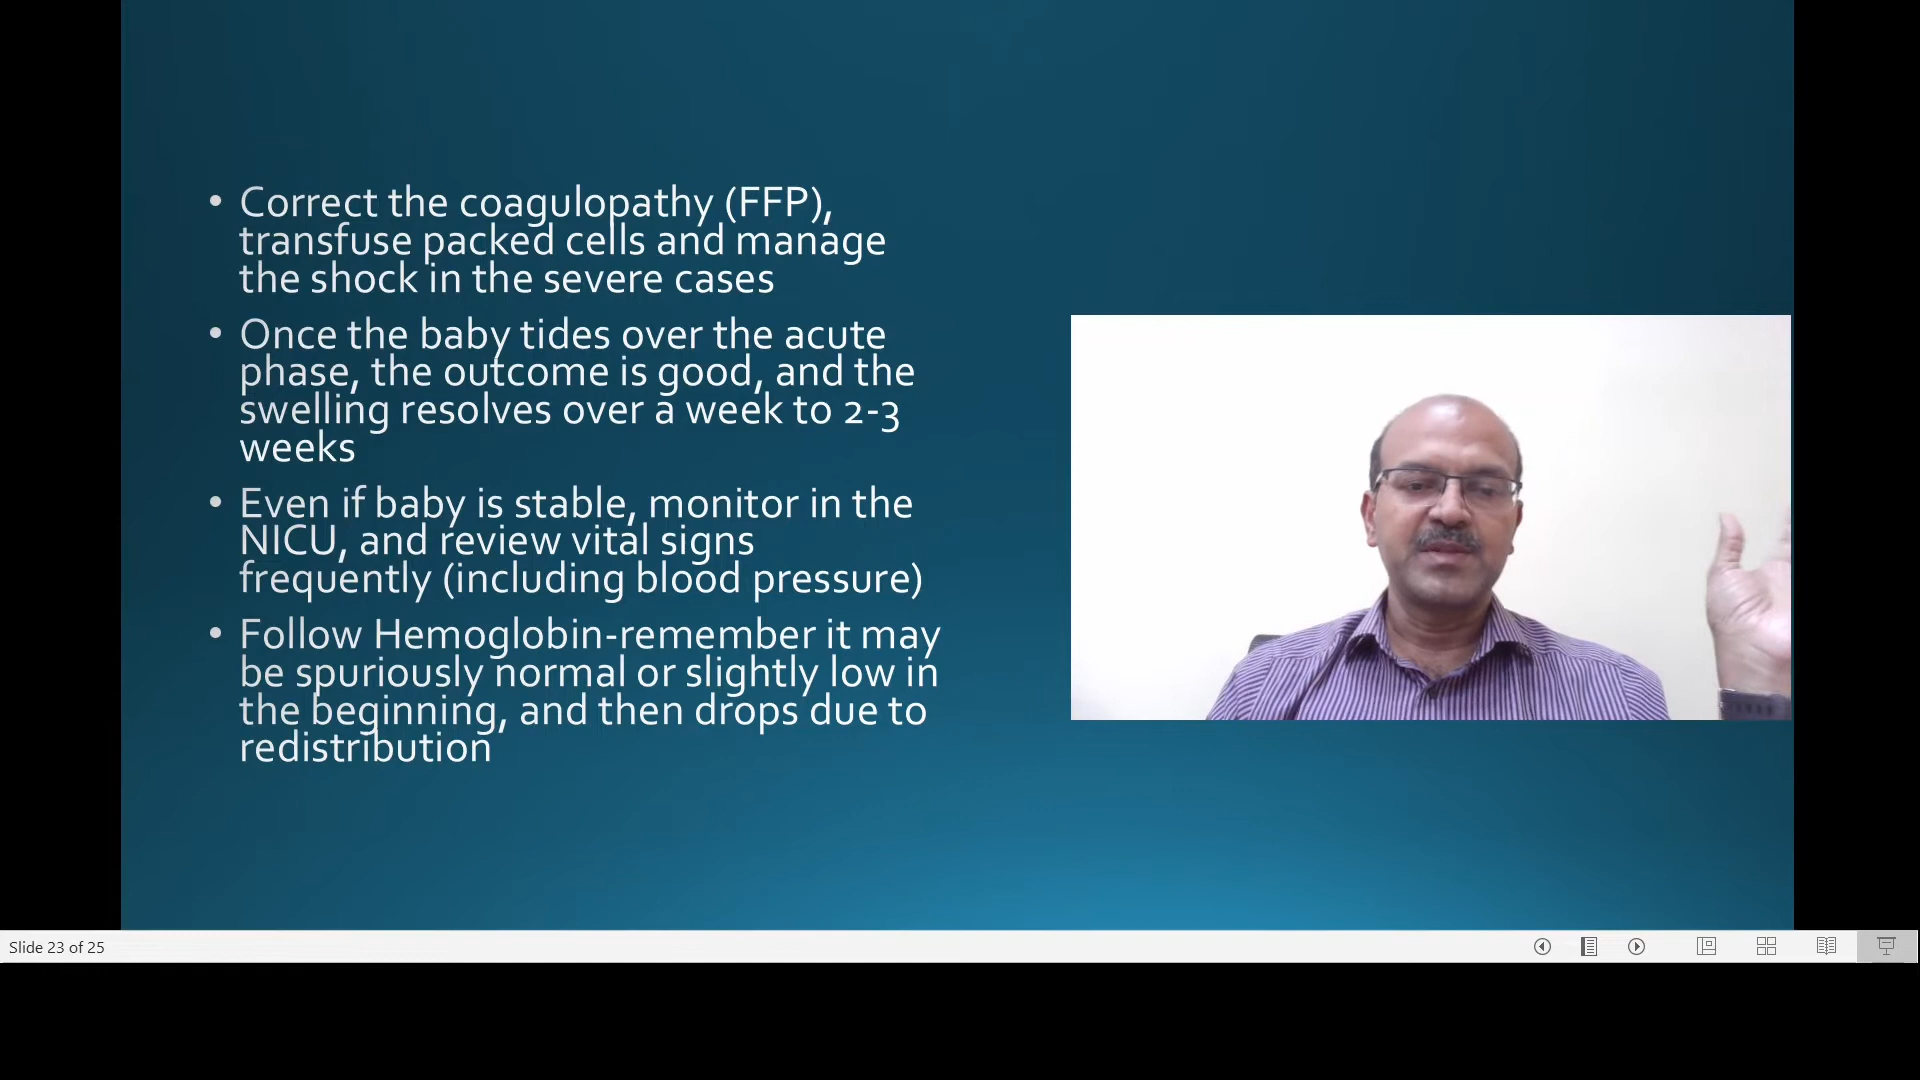 • Correct the coagulopathy (FFP),
transfuse packed cells and manage
the shock in the severe cases
• Once the baby tides over the acute
phase, the outcome is good, and the
swelling resolves over a week to 2-3
weeks
• Even if baby is stable, monitor in the
NICU, and review vital signs
frequently (including blood pressure)
• Follow Hemoglobin-remember it may
be spuriously normal or slightly low in
the beginning, and then drops due to
redistribution
Slide 23 of 25